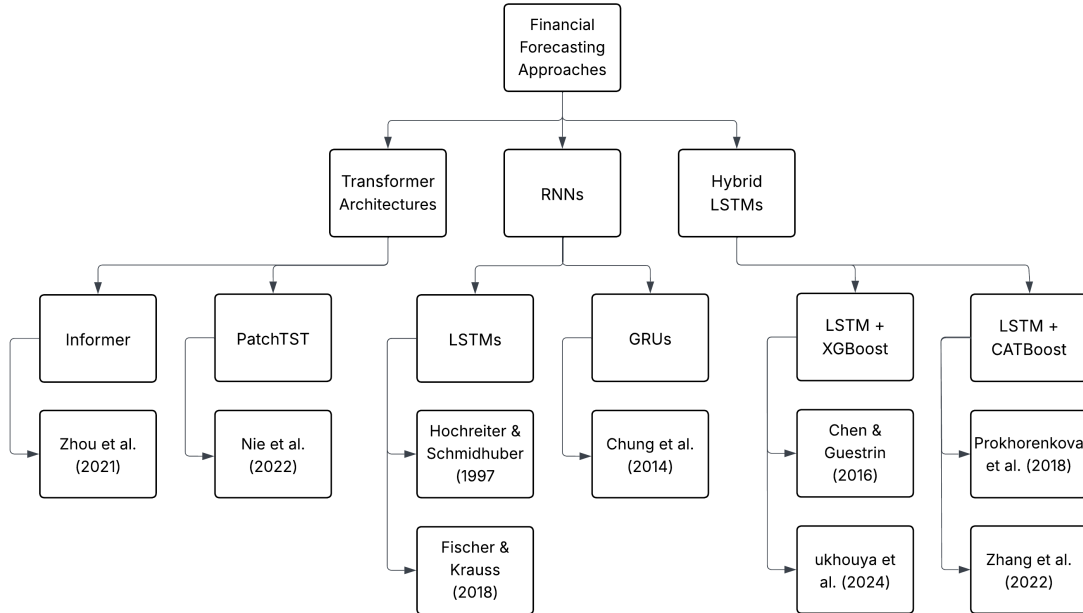 Financial
Forecasting
Approaches
Transformer
Architectures
RNNs
Hybrid
LSTMs
Informer
PatchTST
LSTMs
GRUs
LSTM +
XGBoost
LSTM +
CATBoost
Zhou et al.
(2021)
Nie et al.
(2022)
Hochreiter &
Schmidhuber
(1997
Chung et al.
(2014)
Chen &
Guestrin
(2016)
Prokhorenkova
et al. (2018)
Fischer &
Krauss
(2018)
ukhouya et
al. (2024)
Zhang et al.
(2022)